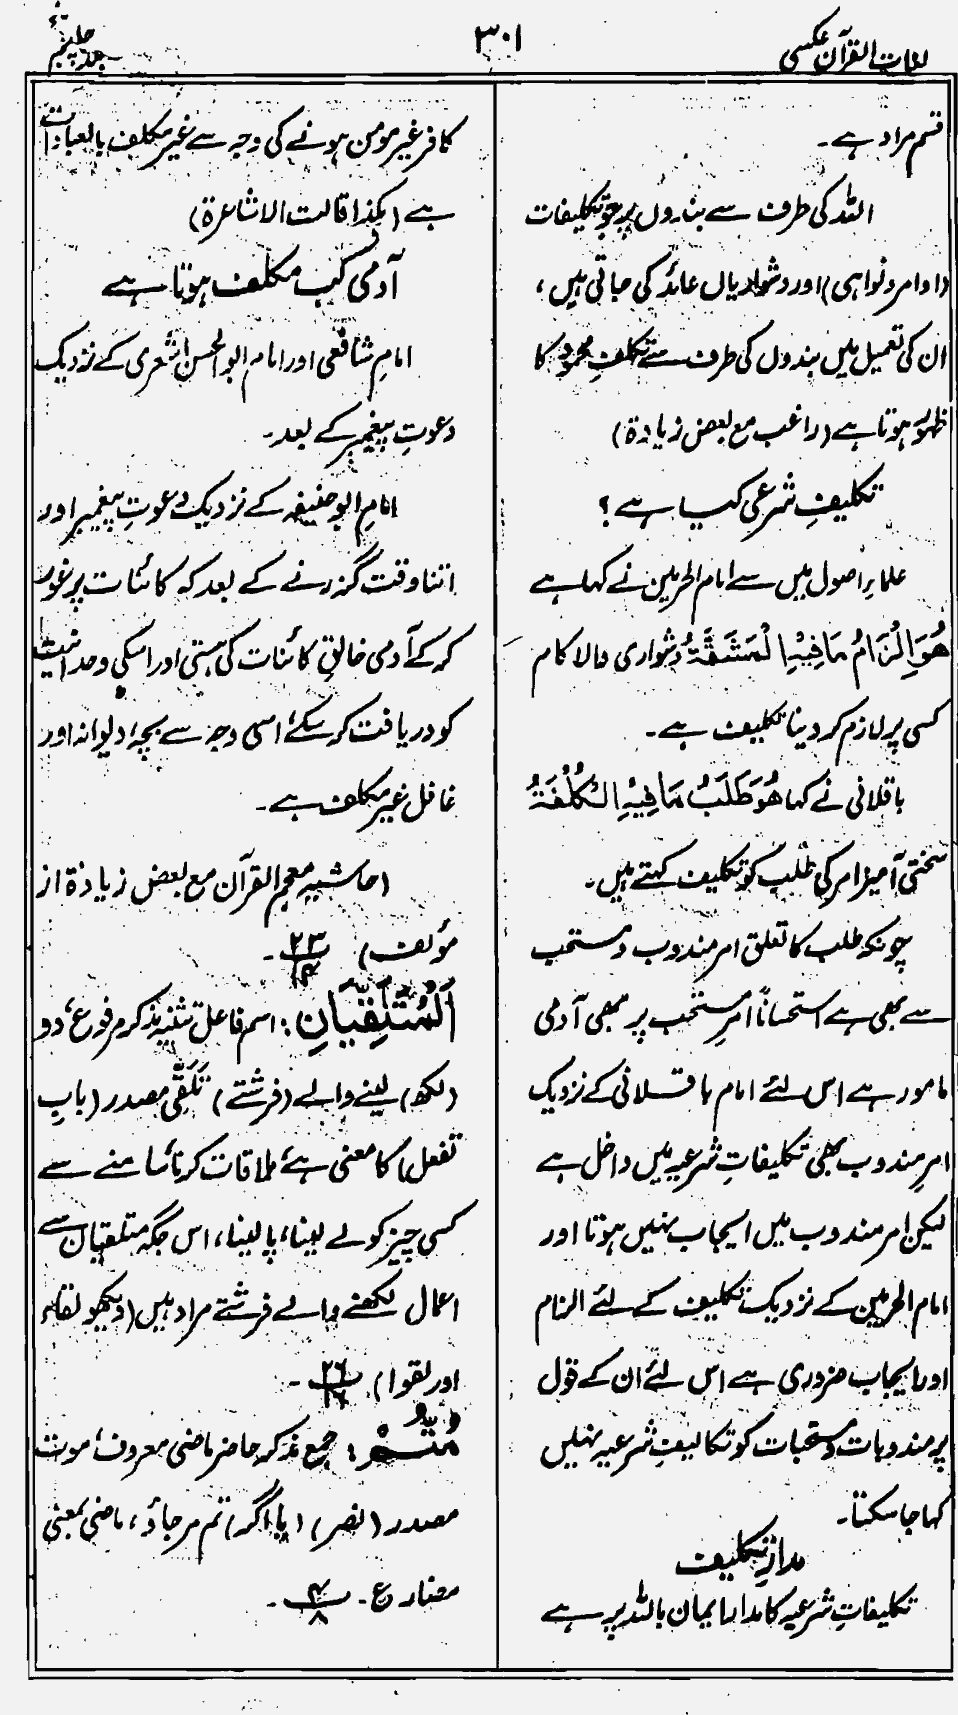 لغات القرآن عکسی
۳۰۱
جلد پنجم
قسم مراد ہے۔
اللہ کی طرف سے بندوں پر جو تکلیفات
(اوامر و نواہی) اور دشواریاں عائد کی جاتی ہیں،
ان کی تعمیل میں بندوں کی طرف سے تکلفِ محمود کا
ظہور ہوتا ہے (راغب مع بعض زیادۃ)
تکلیفِ شرعی کیا ہے؟
علماءِ اصول میں سے امام الحرمین نے کہا ہے
هُوَ اِلْزَامُ مَا فِیْهِ الْمَشَقَّةُ دشواری والا کام
کسی پر لازم کر دینا تکلیف ہے۔
باقلانی نے کہا هُوَ طَلَبُ مَا فِیْهِ الْکُلْفَةُ
سختی آمیز امر کی طلب کو تکلیف کہتے ہیں۔
چونکہ طلب کا تعلق امر مندوب و مستحب
سے بھی ہے استحساناً امرِ مستحب پر بھی آدمی
مامور ہے اس لئے امام باقلانی کے نزدیک
امرِ مندوب بھی تکلیفاتِ شرعیہ میں داخل ہے
لیکن امر مندوب میں ایجاب نہیں ہوتا اور
امام الحرمین کے نزدیک تکلیف کے لئے الزام
اور ایجاب ضروری ہے اس لئے ان کے قول
پر مندوبات و مستحبات کو تکالیفِ شرعیہ نہیں
کہا جا سکتا۔
مدارِ تکلیف
تکلیفاتِ شرعیہ کا مدار ایمان باللہ پر ہے
کافر غیر مومن ہونے کی وجہ سے غیر مکلف بالعبادات
ہے (ہکذا قالت الاشاعرۃ)
آدمی کب مکلف ہوتا ہے
امامِ شافعی اور امام ابو الحسن اشعری کے نزدیک
دعوتِ پیغمبر کے بعد۔
امامِ ابو حنیفہ کے نزدیک دعوتِ پیغمبر اور
اتنا وقت گزرنے کے بعد کہ کائنات پر غور
کر کے آدمی خالقِ کائنات کی ہستی اور اسکی وحدانیت
کو دریافت کر سکے، اسی وجہ سے بچہ، دیوانہ اور
غافل غیر مکلف ہے۔
(حاشیہ معجم القرآن مع بعض زیادۃ از
مؤلف) ۲۳/۱۴۔
اَلْمُتَلَقِّیَانِ: اسم فاعل تثنیہ مذکر مرفوع، دو
(لکھ) لینے والے (فرشتے) تَلَقِّی مصدر (بابِ
تفعل) کا معنی ہے، ملاقات کرنا، سامنے سے
کسی چیز کو لے لینا، پا لینا، اس جگہ متلقیان سے
اعمال لکھنے والے فرشتے مراد ہیں (دیکھو لقاء
اور لقوا) ۲۶/۱۶۔
مُتُّمْ: جمع مذکر حاضر ماضی معروف، موت
مصدر (نصر) (یا اگر) تم مر جاؤ، ماضی بمعنی
مضارع۔ ۴/۸۔